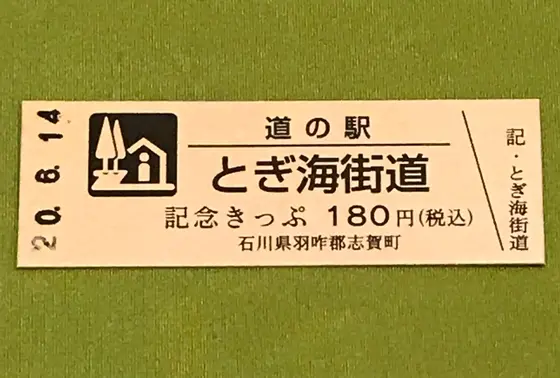 20.6.14
道の駅
とぎ海街道
記念きっぷ 180円(税込)
石川県羽咋郡志賀町
記・とぎ海街道